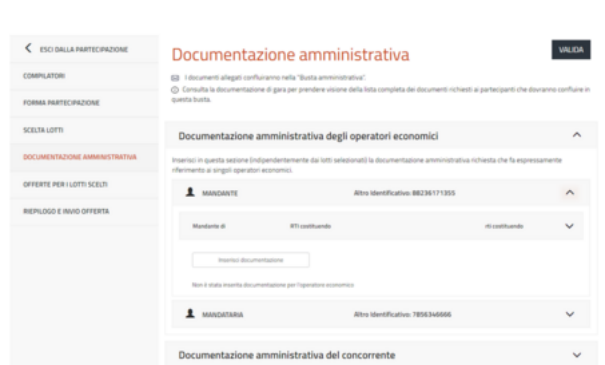 ESCI DALLA PARTECIPAZIONE
COMPILATORI
FORMA PARTECIPAZIONE
SCELTA LOTTI
DOCUMENTAZIONE AMMINISTRATIVA
OFFERTE PER I LOTTI SCELTI
RIEPILOGO E INVIO OFFERTA
Documentazione amministrativa
VALIDA
I documenti allegati confluiranno nella "Busta amministrativa".
Consulta la documentazione di gara per prendere visione della lista completa dei documenti richiesti ai partecipanti che dovranno confluire in
questa busta.
Documentazione amministrativa degli operatori economici
Inserisci in questa sezione (indipendentemente dai lotti selezionati) la documentazione amministrativa richiesta che fa espressamente
riferimento ai singoli operatori economici.
MANDANTE Altro Identificativo: 88236171355
Mandante di RTI costituendo rti costituendo
Inserisci documentazione
Non è stata inserita documentazione per l'operatore economico
MANDATARIA Altro Identificativo: 7856346666
Documentazione amministrativa del concorrente